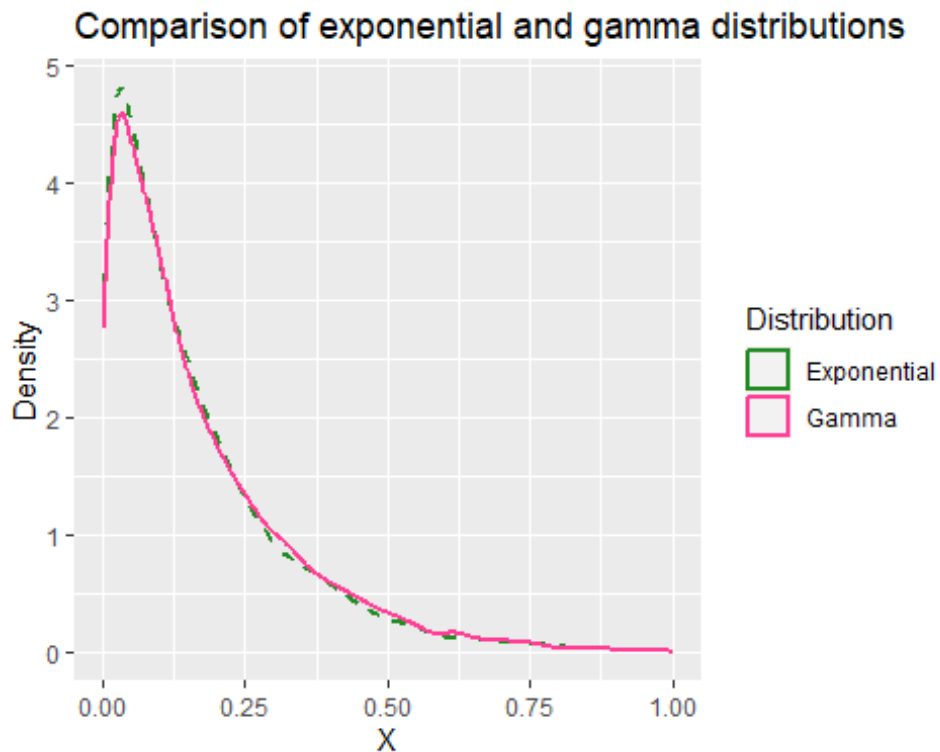 Comparison of exponential and gamma distributions
5
4
3
2
1
0
Density
0.00 0.25 0.50 0.75 1.00
X
Distribution
Exponential
Gamma